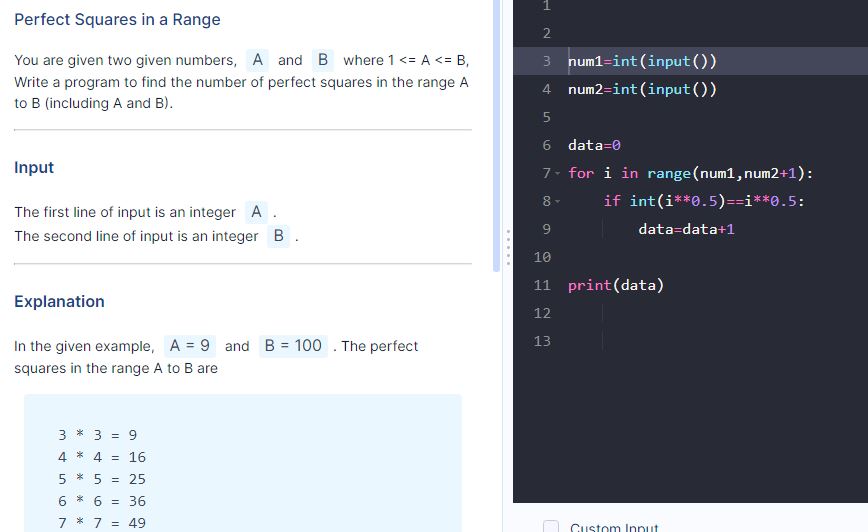 Perfect Squares in a Range
You are given two given numbers, A and B where 1 <= A <= B,
Write a program to find the number of perfect squares in the range A
to B (including A and B).
Input
The first line of input is an integer A .
The second line of input is an integer B .
Explanation
In the given example, A = 9 and B = 100 . The perfect
squares in the range A to B are
3 * 3 = 9
4 * 4 = 16
5 * 5 = 25
6 * 6 = 36
7 * 7 = 49
1
2
3 num1=int(input())
4 num2=int(input())
5
6 data=0
7 for i in range(num1,num2+1):
8 if int(i**0.5)==i**0.5:
9 data=data+1
10
11 print(data)
12
13
Custom Input